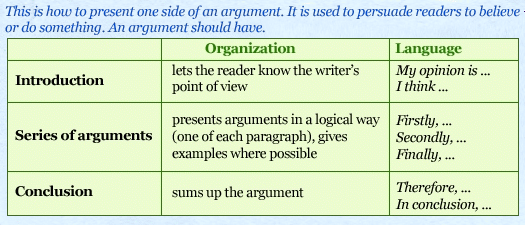 This is how to present one side of an argument. It is used to persuade readers to believe
or do something. An argument should have.
Organization Language
Introduction
lets the reader know the writer's
point of view
My opinion is ...
I think ...
Series of arguments
presents arguments in a logical way
(one of each paragraph), gives
examples where possible
Firstly, ...
Secondly, ...
Finally, ...
Conclusion
sums up the argument
Therefore, ...
In conclusion, ...